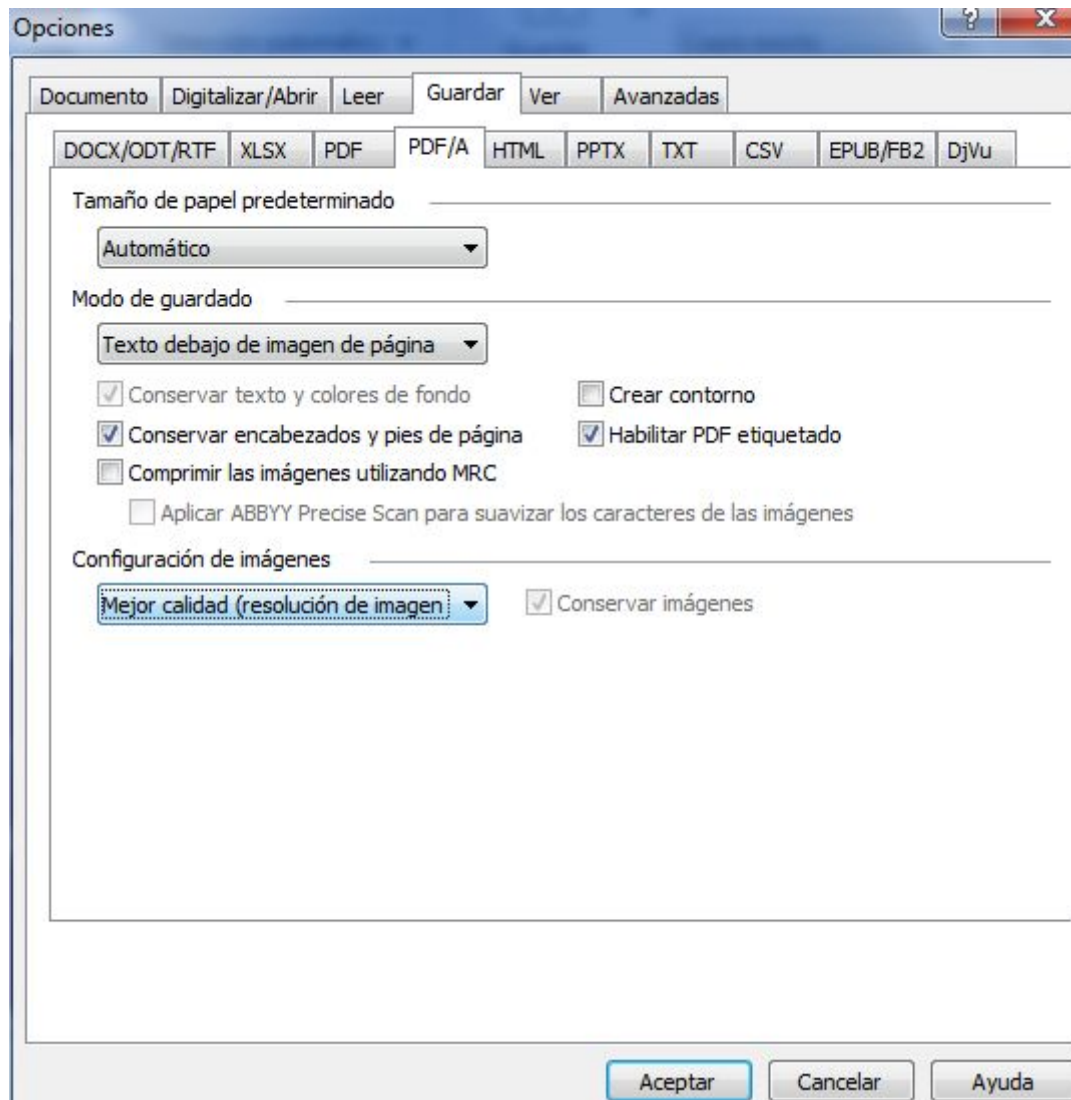 Opciones
Documento Digitalizar/Abrir Leer Guardar Ver Avanzadas
DOCX/ODT/RTF XLSX PDF PDF/A HTML PPTX TXT CSV EPUB/FB2 DjVu
Tamaño de papel predeterminado
Automático
Modo de guardado
Texto debajo de imagen de página
Conservar texto y colores de fondo Crear contorno
Conservar encabezados y pies de página Habilitar PDF etiquetado
Comprimir las imágenes utilizando MRC
Aplicar ABBYY Precise Scan para suavizar los caracteres de las imágenes
Configuración de imágenes
Mejor calidad (resolución de imagen Conservar imágenes
Aceptar Cancelar Ayuda